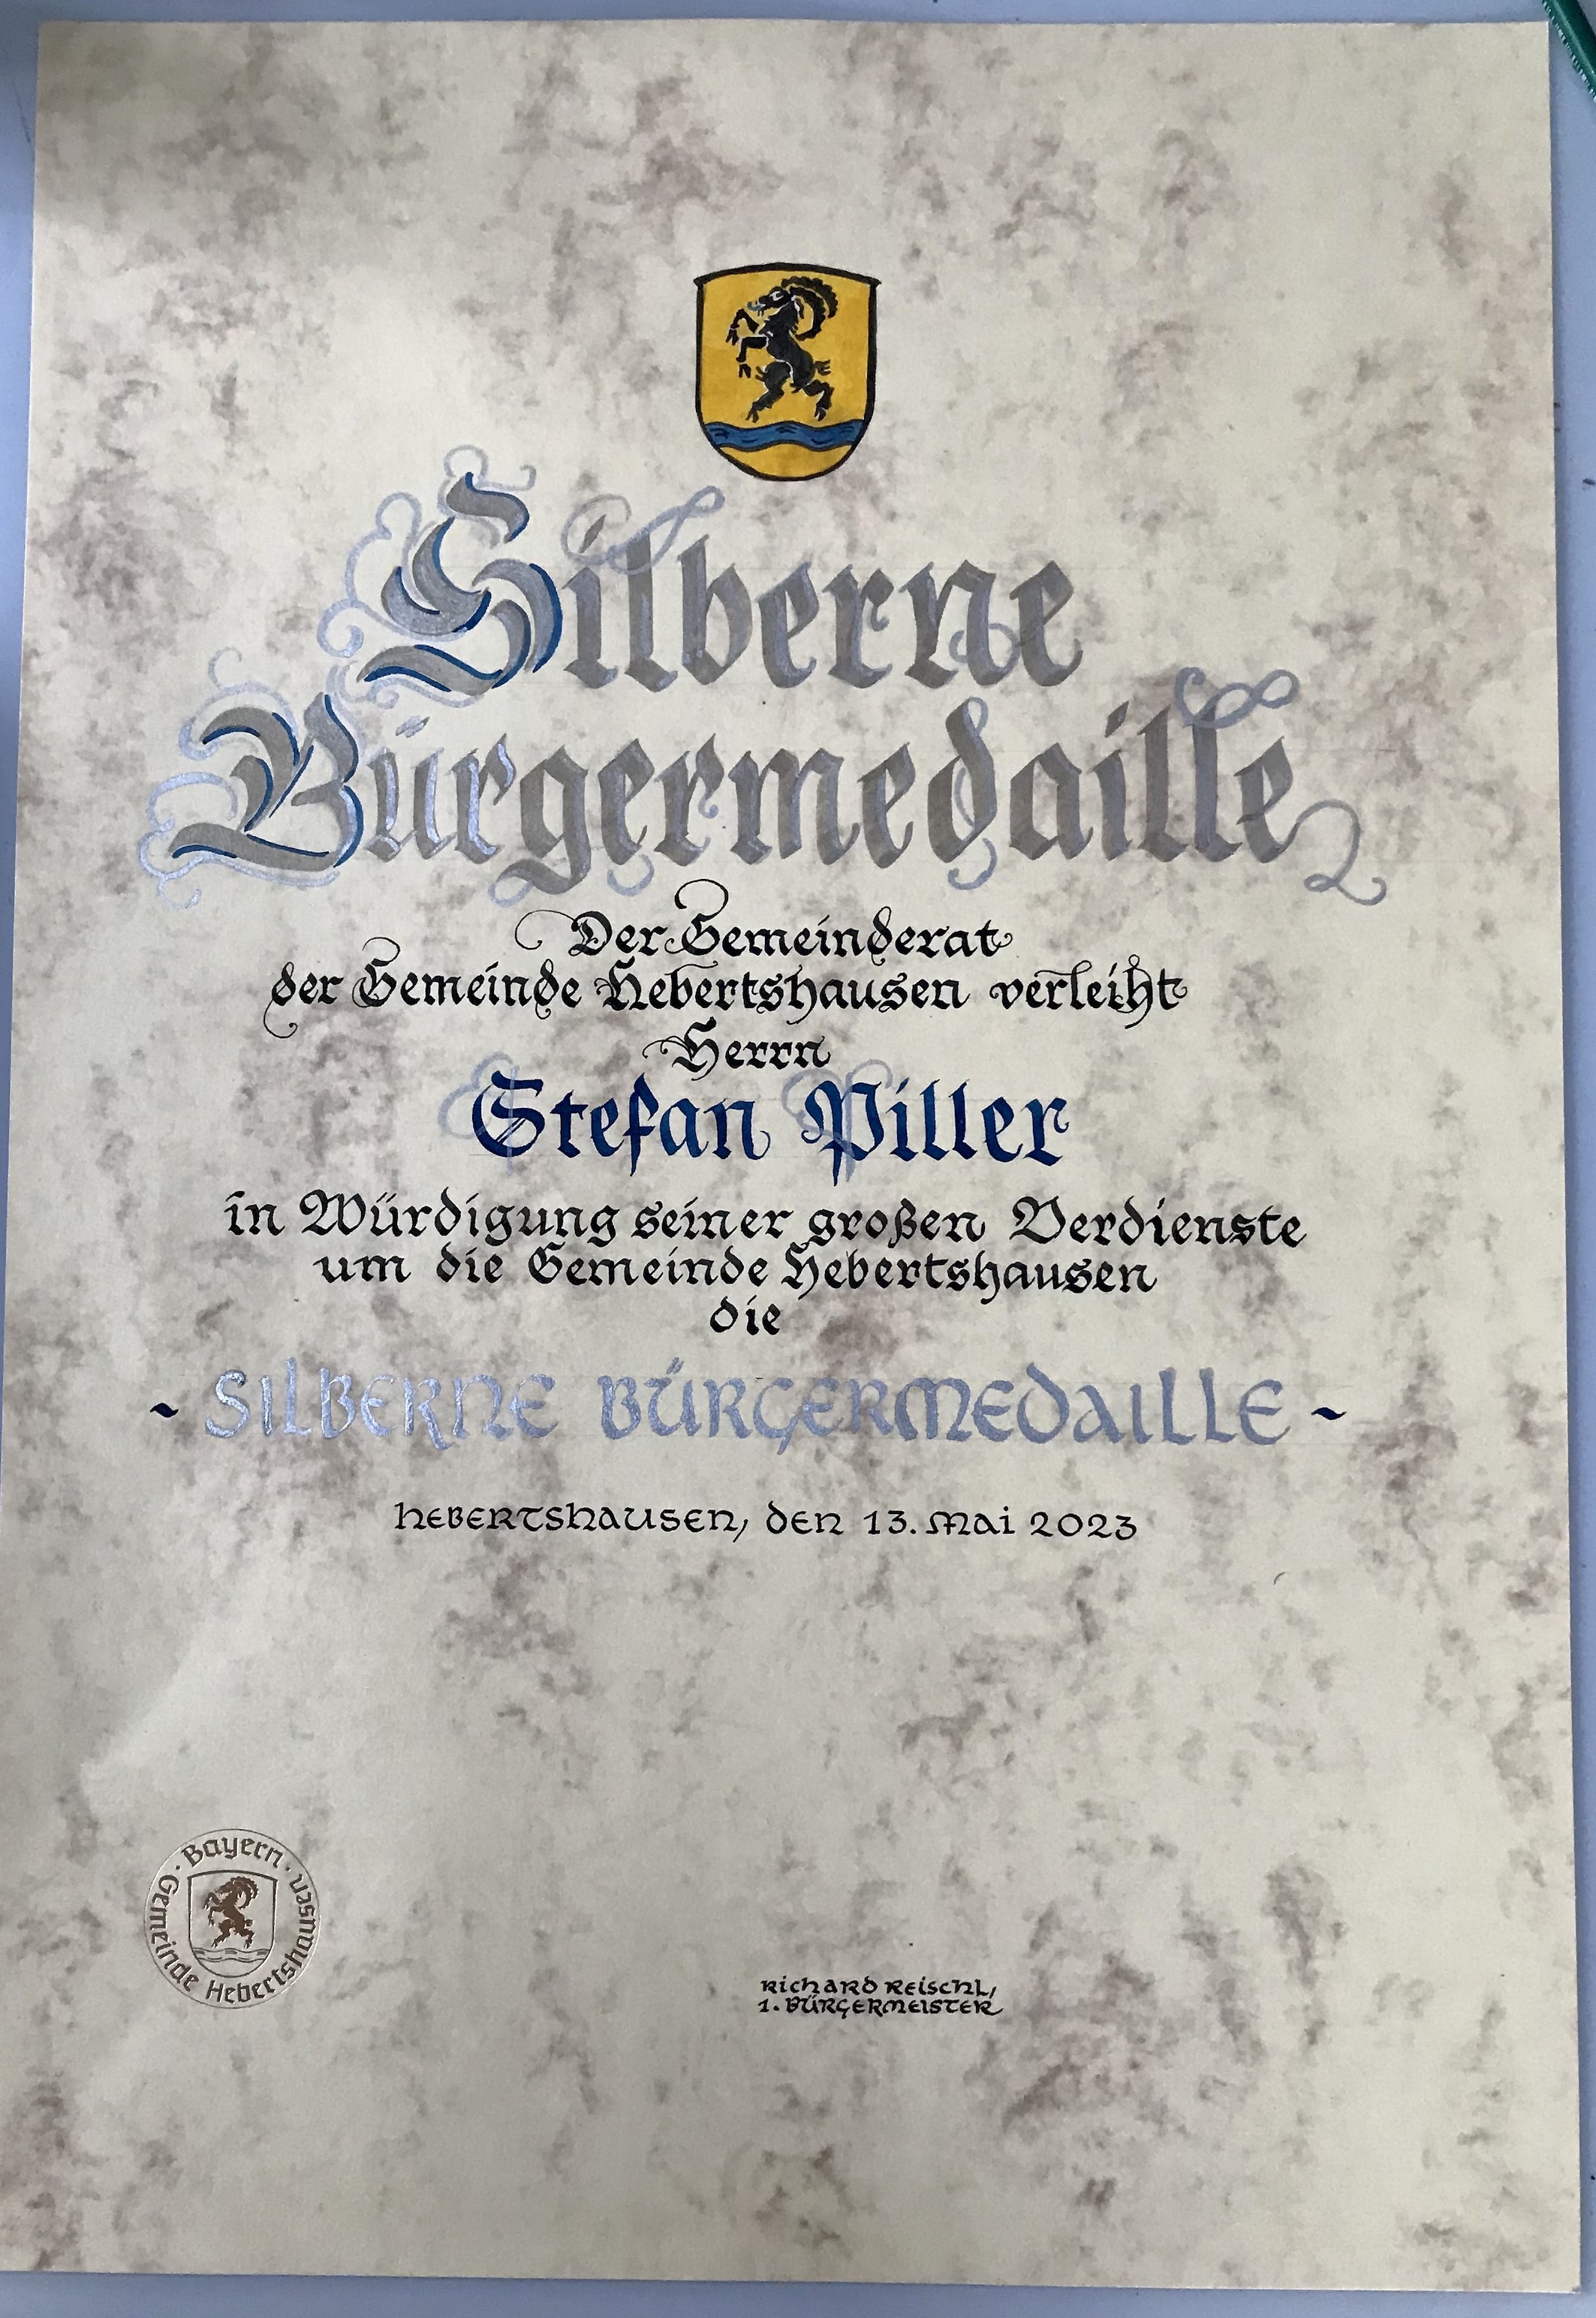 Silberne
Bürgermedaille
Der Gemeinderat
der Gemeinde Hebertshausen verleiht
Herrn
Stefan Piller
in Würdigung seiner großen Verdienste
um die Gemeinde Hebertshausen
die
~ SILBERNE BÜRGERMEDAILLE ~
HEBERTSHAUSEN, DEN 13. MAI 2023
· Bayern ·
Gemeinde Hebertshausen
RICHARD REISCHL,
1. BÜRGERMEISTER